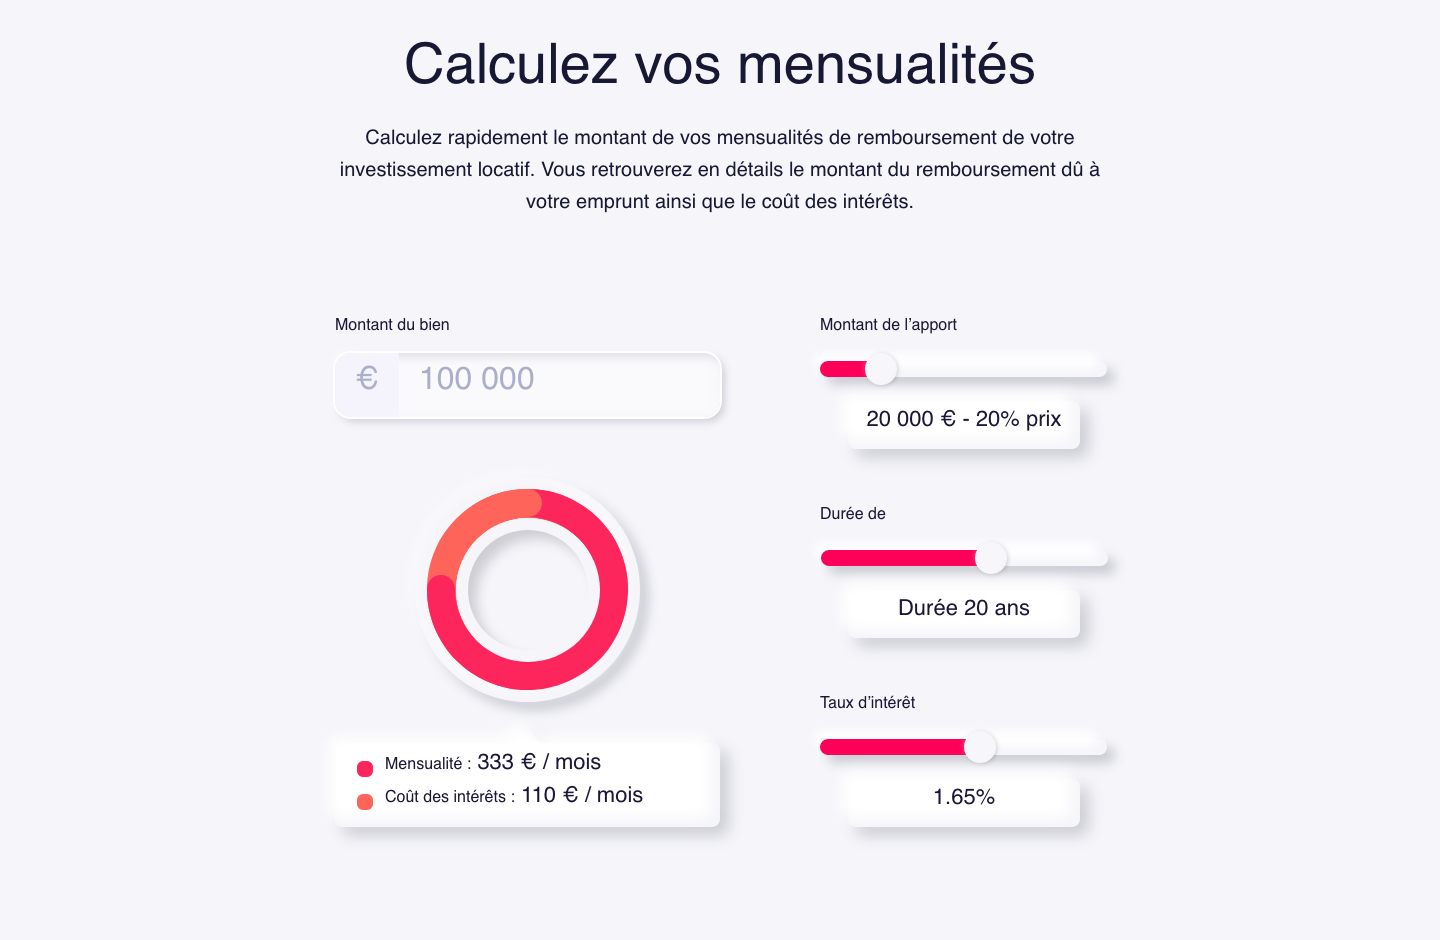 Calculez vos mensualités
Calculez rapidement le montant de vos mensualités de remboursement de votre
investissement locatif. Vous retrouverez en détails le montant du remboursement dû à
votre emprunt ainsi que le coût des intérêts.
Montant du bien
€ 100 000
Mensualité : 333 € / mois
Coût des intérêts : 110 € / mois
Montant de l’apport
20 000 € - 20% prix
Durée de
Durée 20 ans
Taux d’intérêt
1.65%